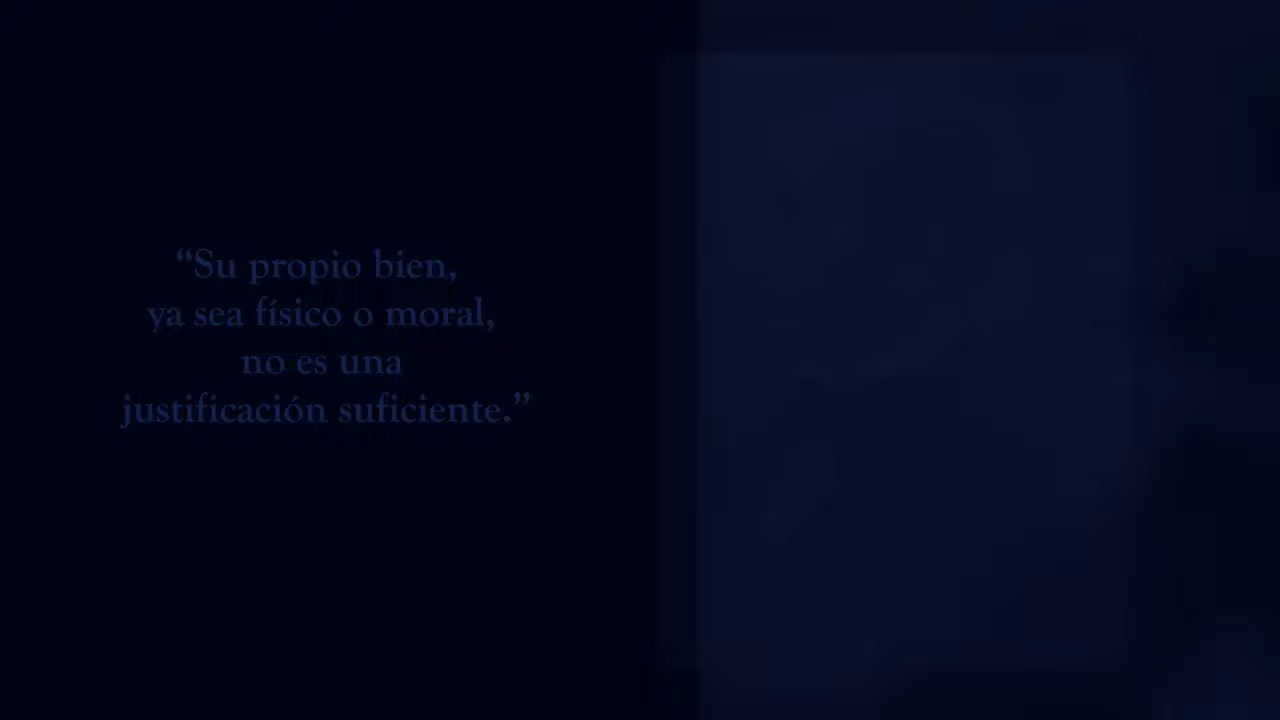 “Su propio bien,
ya sea físico o moral,
no es una
justificación suficiente.”